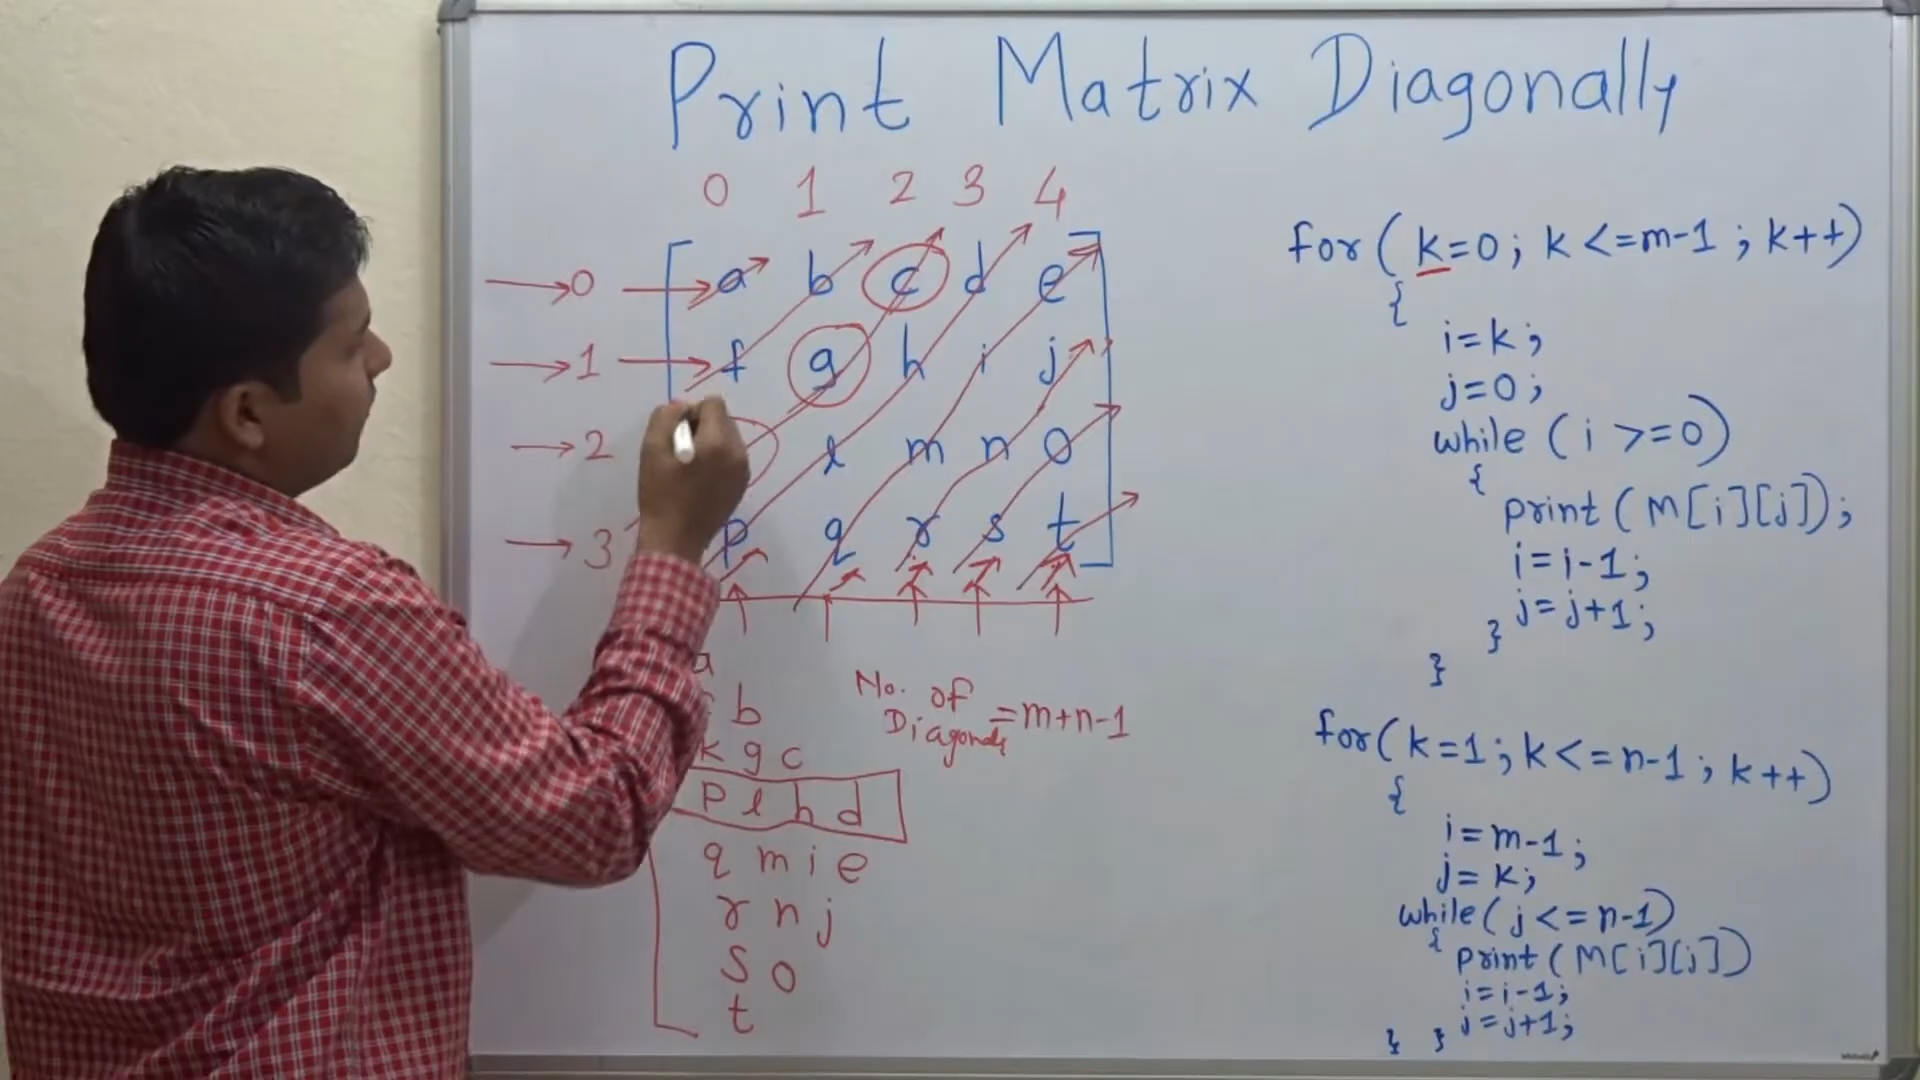 Print Matrix Diagonally
0 1 2 3 4
0 a b c d e
1 f g h i j
2 l m n o
3 p q r s t
a
b
k g c
p l h d
q m i e
r n j
s o
t
No. of
Diagonals = m+n-1
for( k=0; k<=m-1; k++)
{
i=k;
j=0;
while (i >=0)
{
print(M[i][j]);
i=i-1;
j=j+1;
}
}
for(k=1; k<=n-1; k++)
{
i=m-1;
j=k;
while(j<=n-1)
{
print(M[i][j])
i=i-1;
j=j+1;
}
}